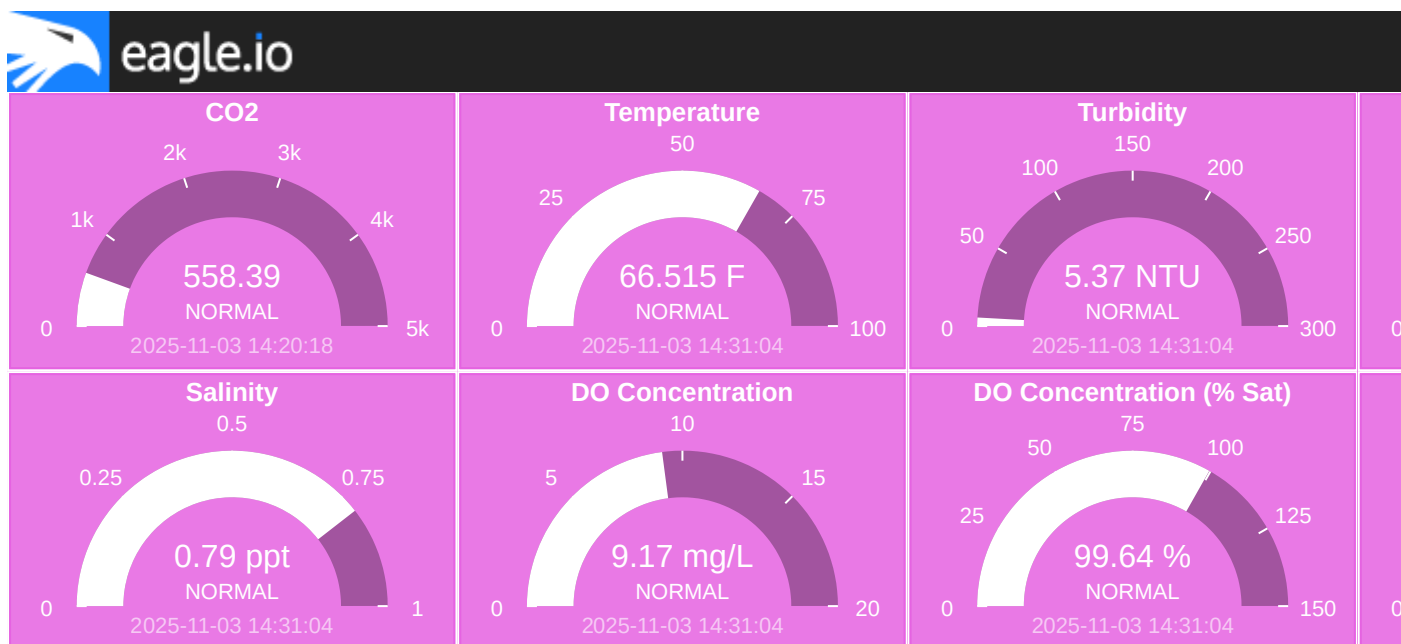 eagle.io
CO2
0
1k
2k
3k
4k
5k
558.39
NORMAL
2025-11-03 14:20:18
Temperature
0
25
50
75
100
66.515 F
NORMAL
2025-11-03 14:31:04
Turbidity
0
50
100
150
200
250
300
5.37 NTU
NORMAL
2025-11-03 14:31:04
0
Salinity
0
0.25
0.5
0.75
1
0.79 ppt
NORMAL
2025-11-03 14:31:04
DO Concentration
0
5
10
15
20
9.17 mg/L
NORMAL
2025-11-03 14:31:04
DO Concentration (% Sat)
0
25
50
75
100
125
150
99.64 %
NORMAL
2025-11-03 14:31:04
0